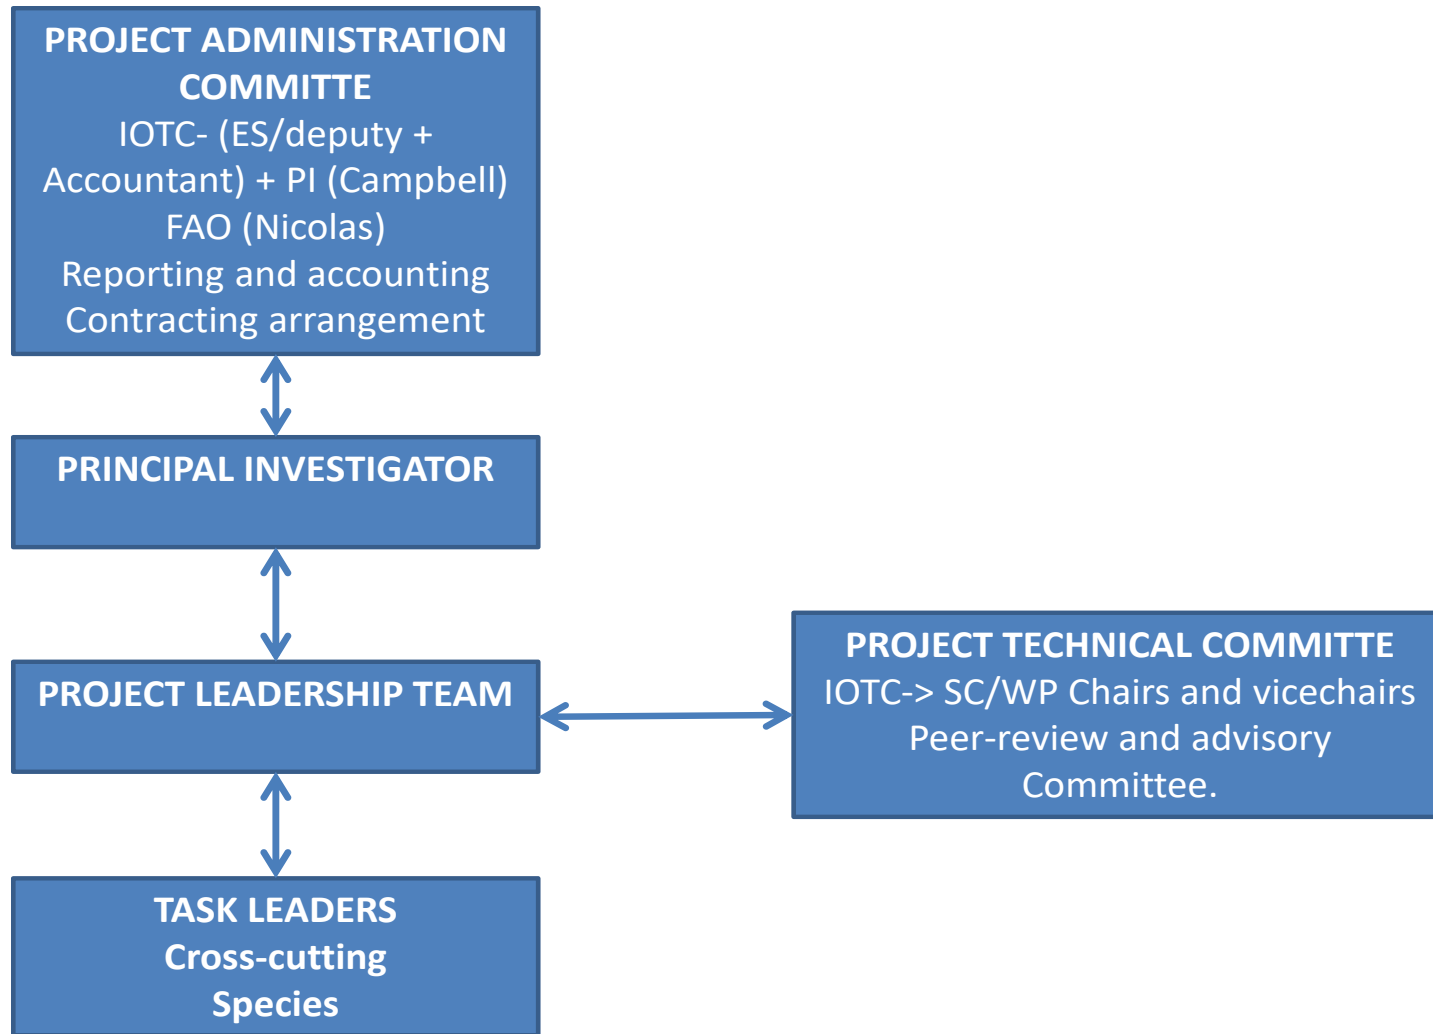 PROJECT ADMINISTRATION
COMMITTE
IOTC- (ES/deputy +
Accountant) + PI (Campbell)
FAO (Nicolas)
Reporting and accounting
Contracting arrangement
PRINCIPAL INVESTIGATOR
PROJECT LEADERSHIP TEAM
PROJECT TECHNICAL COMMITTE
IOTC-> SC/WP Chairs and vicechairs
Peer-review and advisory
Committee.
TASK LEADERS
Cross-cutting
Species